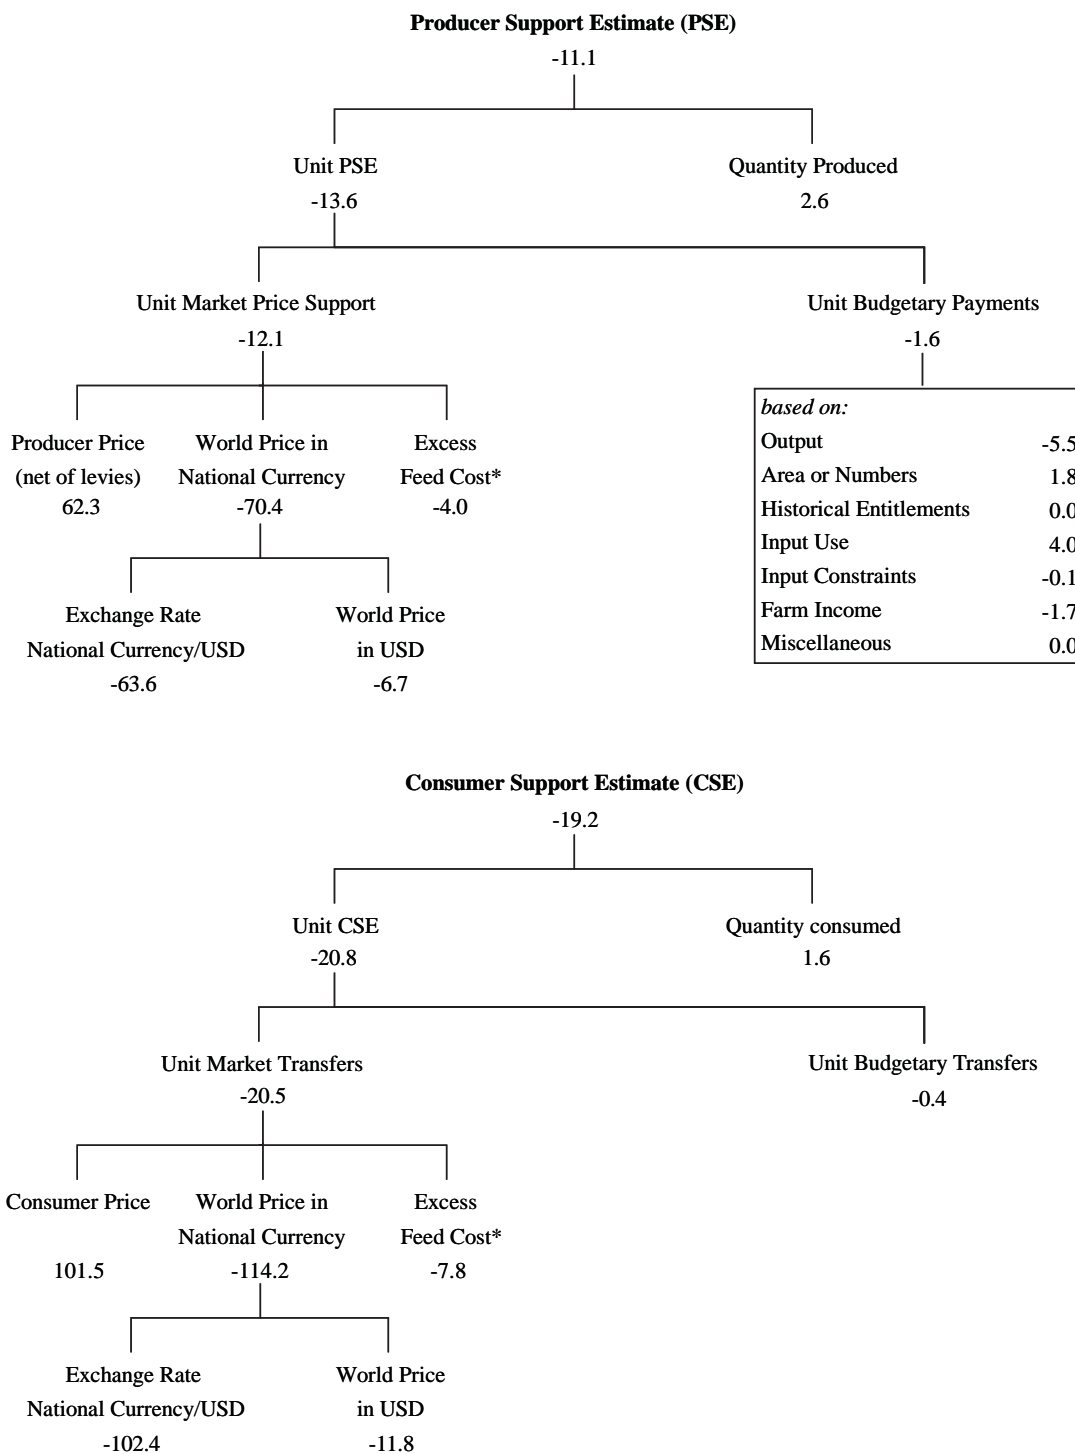 Producer Support Estimate (PSE)
-11.1
Unit PSE
Quantity Produced
-13.6
2.6
Unit Market Price Support
Unit Budgetary Payments
-12.1
-1.6
based on:
Output -5.5
Area or Numbers 1.8
Historical Entitlements 0.0
Input Use 4.0
Input Constraints -0.1
Farm Income -1.7
Miscellaneous 0.0
Producer Price
(net of levies)
62.3
World Price in
National Currency
-70.4
Excess
Feed Cost*
-4.0
Exchange Rate
National Currency/USD
-63.6
World Price
in USD
-6.7
Consumer Support Estimate (CSE)
-19.2
Unit CSE
Quantity consumed
-20.8
1.6
Unit Market Transfers
Unit Budgetary Transfers
-20.5
-0.4
Consumer Price
101.5
World Price in
National Currency
-114.2
Excess
Feed Cost*
-7.8
Exchange Rate
National Currency/USD
-102.4
World Price
in USD
-11.8